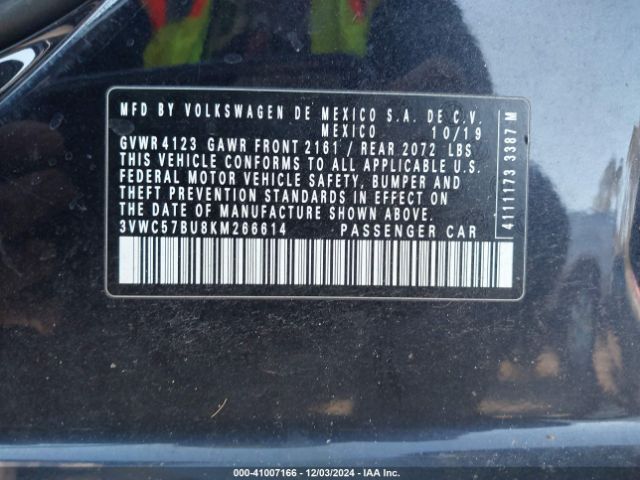 MFD BY VOLKSWAGEN DE MEXICO S.A. DE C.V.
MEXICO 10/19
GVWR 4123 GAWR FRONT 2161 / REAR 2072 LBS
THIS VEHICLE CONFORMS TO ALL APPLICABLE U.S.
FEDERAL MOTOR VEHICLE SAFETY, BUMPER AND
THEFT PREVENTION STANDARDS IN EFFECT ON
THE DATE OF MANUFACTURE SHOWN ABOVE.
3VWC57BU8KM266614 PASSENGER CAR
4111173 3387 M
000-41007166 - 12/03/2024 - IAA Inc.